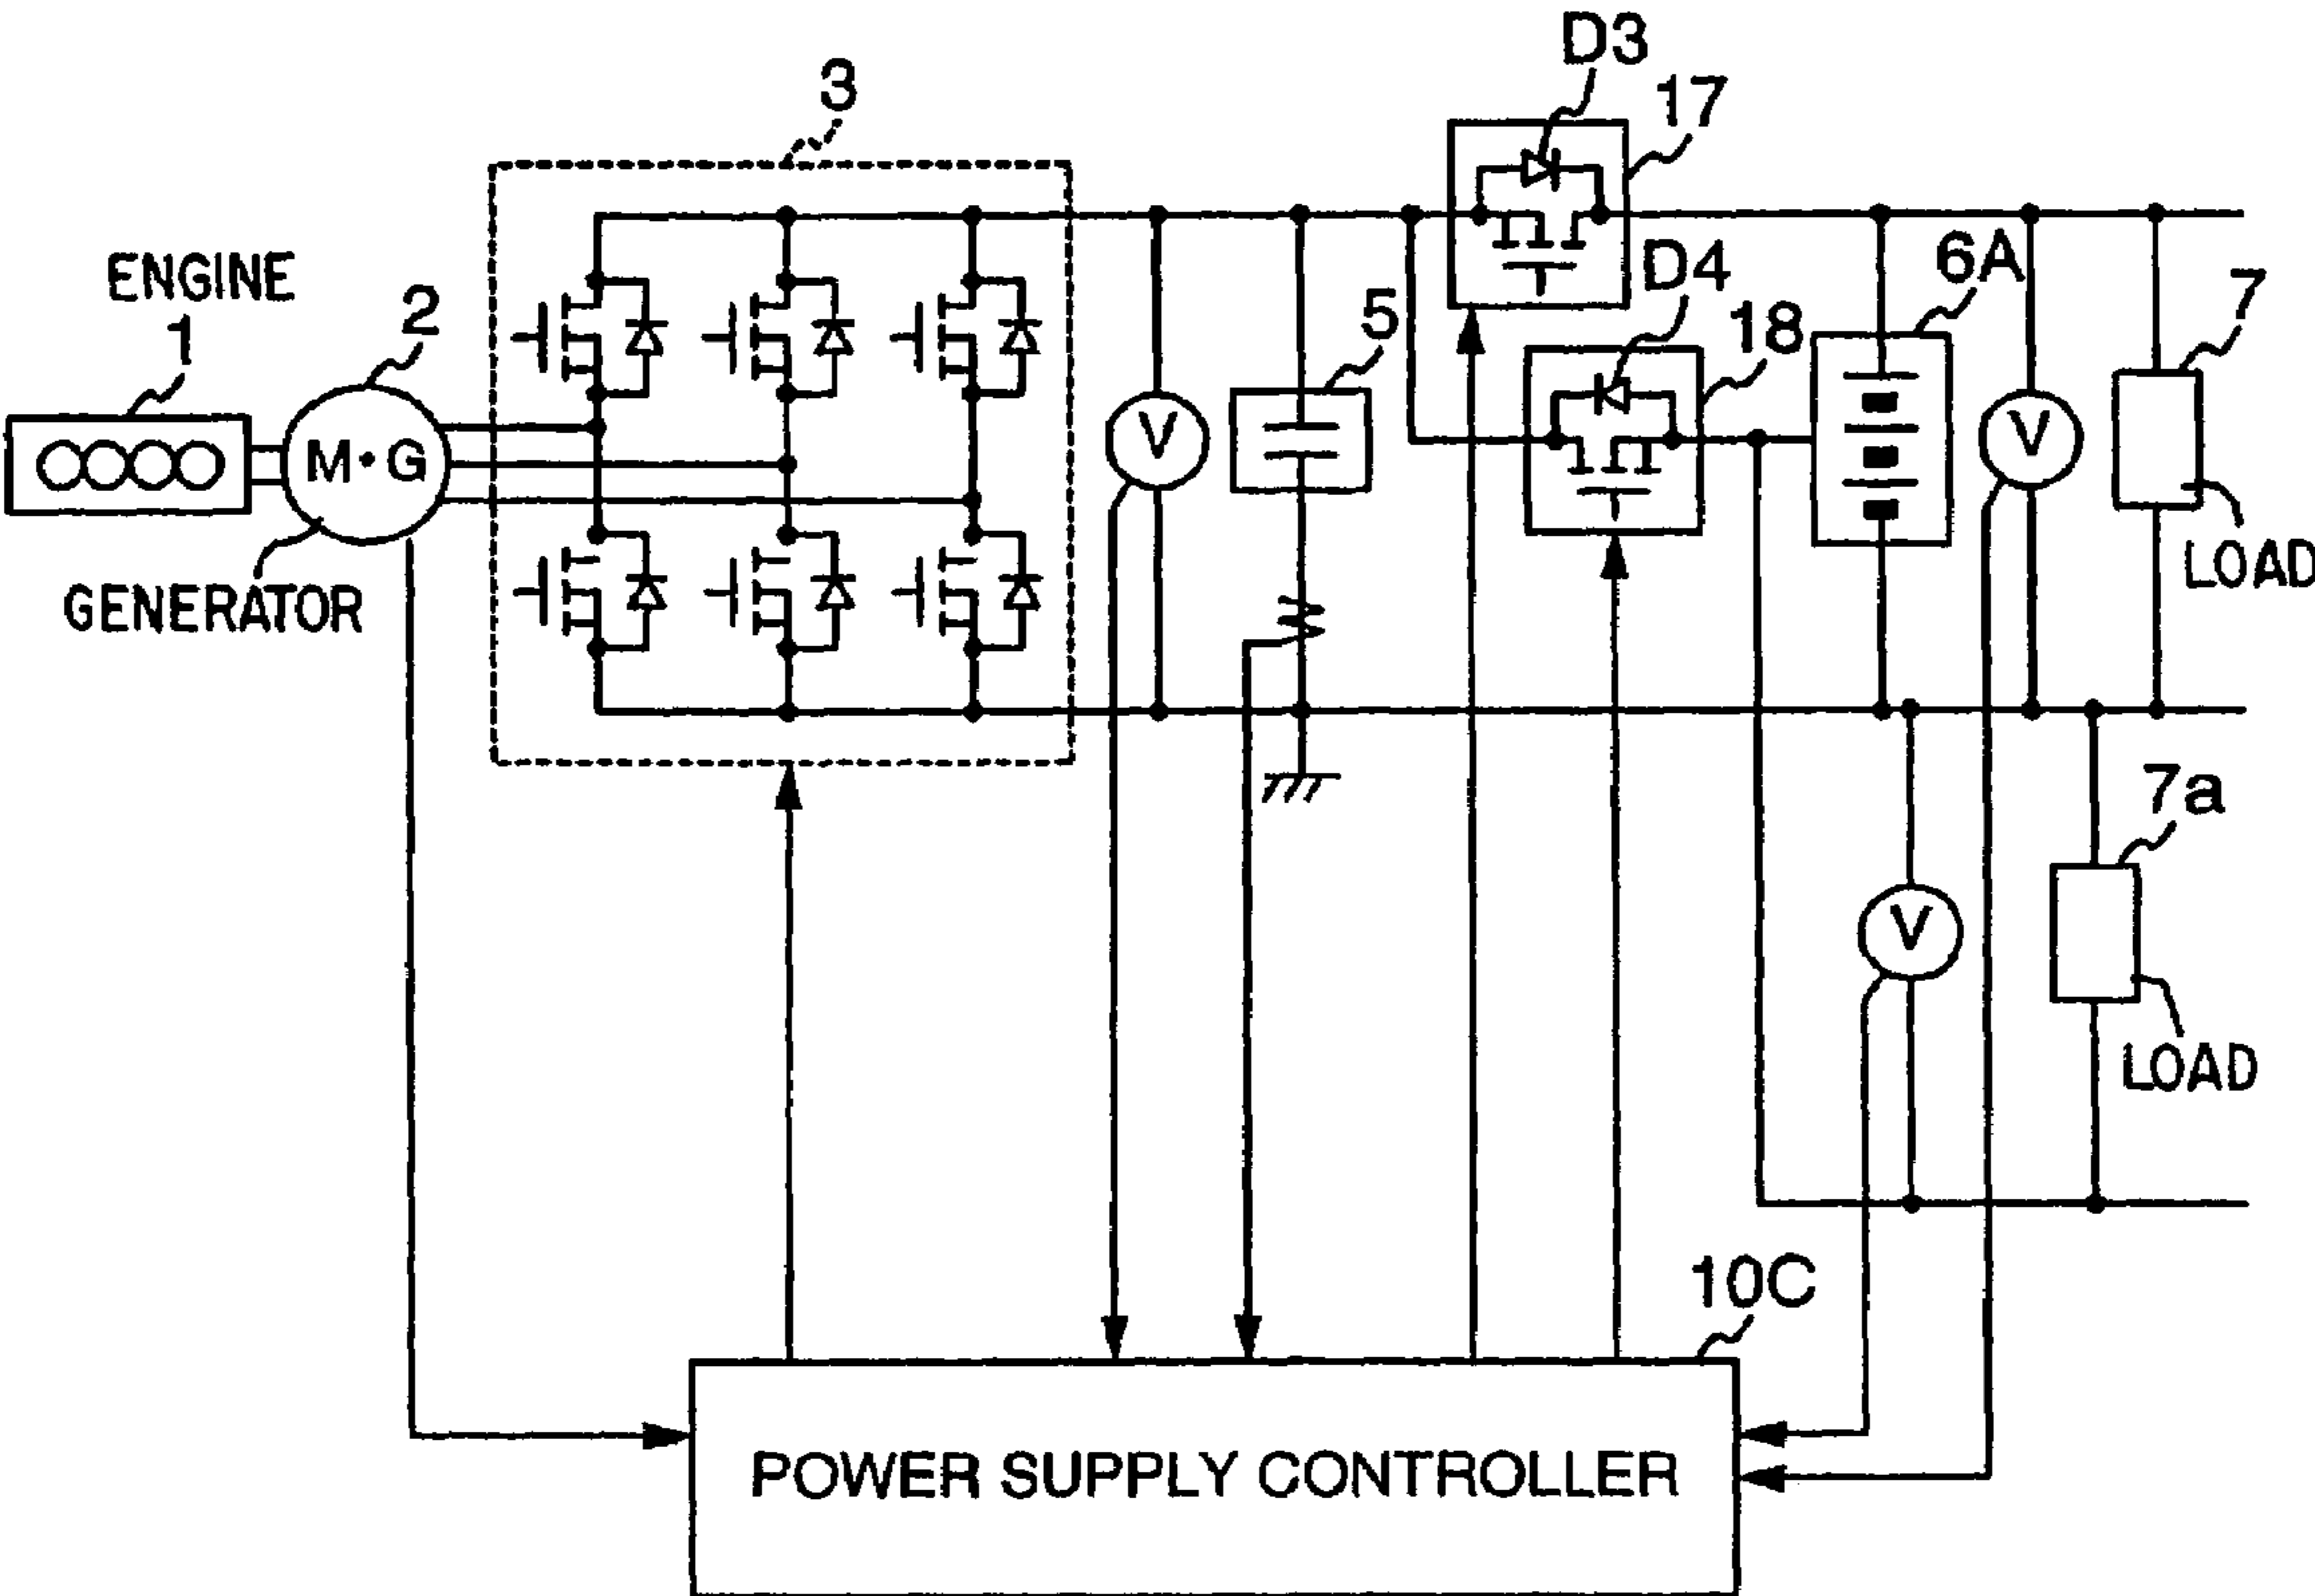 D3
3
17
D4
6A
ENGINE
2
7
1
5
18
M·G
V
V
LOAD
GENERATOR
7a
V
LOAD
10C
POWER SUPPLY CONTROLLER